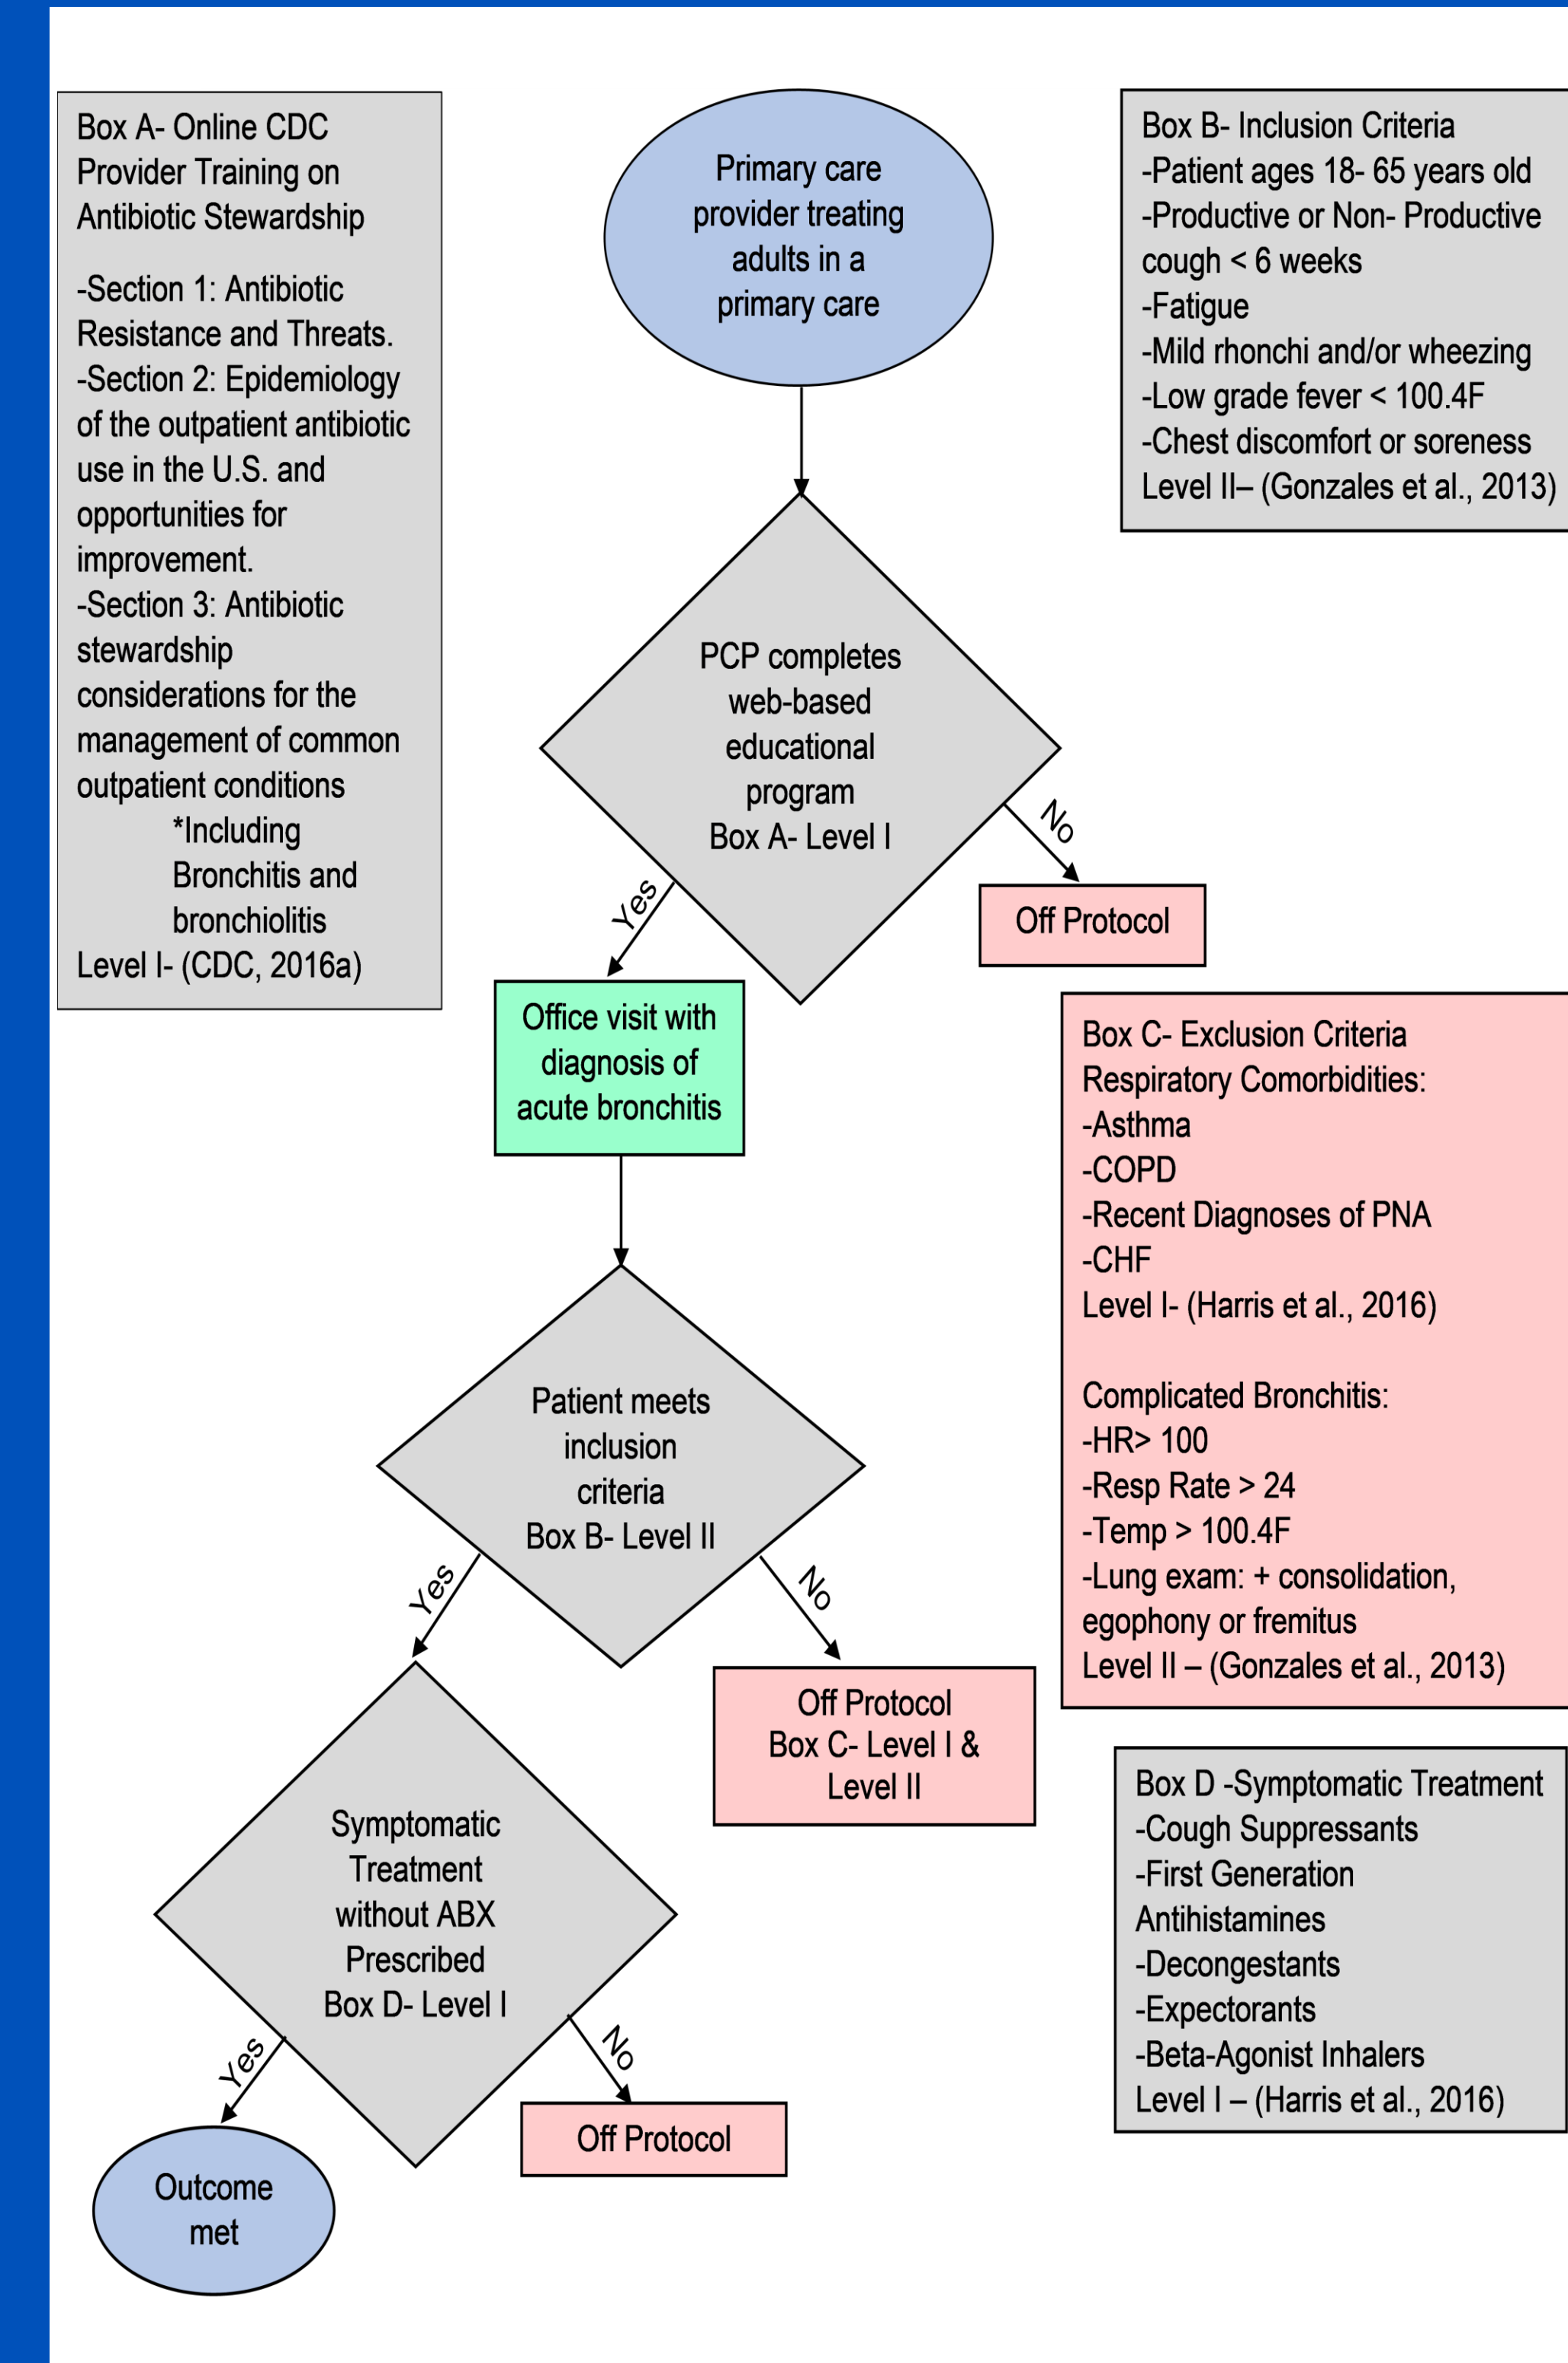 Box A- Online CDC
Provider Training on
Antibiotic Stewardship
-Section 1: Antibiotic
Resistance and Threats.
-Section 2: Epidemiology
of the outpatient antibiotic
use in the U.S. and
opportunities for
improvement.
-Section 3: Antibiotic
stewardship
considerations for the
management of common
outpatient conditions
*Including
Bronchitis and
bronchiolitis
Level I- (CDC, 2016a)
Primary care
provider treating
adults in a
primary care
Box B- Inclusion Criteria
-Patient ages 18- 65 years old
-Productive or Non- Productive
cough < 6 weeks
-Fatigue
-Mild rhonchi and/or wheezing
-Low grade fever < 100.4F
-Chest discomfort or soreness
Level II– (Gonzales et al., 2013)
PCP completes
web-based
educational
program
Box A- Level I
No
Off Protocol
Yes
Office visit with
diagnosis of
acute bronchitis
Box C- Exclusion Criteria
Respiratory Comorbidities:
-Asthma
-COPD
-Recent Diagnoses of PNA
-CHF
Level I- (Harris et al., 2016)
Complicated Bronchitis:
-HR> 100
-Resp Rate > 24
-Temp > 100.4F
-Lung exam: + consolidation,
egophony or fremitus
Level II – (Gonzales et al., 2013)
Patient meets
inclusion
criteria
Box B- Level II
Yes
No
Off Protocol
Box C- Level I &
Level II
Symptomatic
Treatment
without ABX
Prescribed
Box D- Level I
Box D -Symptomatic Treatment
-Cough Suppressants
-First Generation
Antihistamines
-Decongestants
-Expectorants
-Beta-Agonist Inhalers
Level I – (Harris et al., 2016)
Yes
No
Off Protocol
Outcome
met